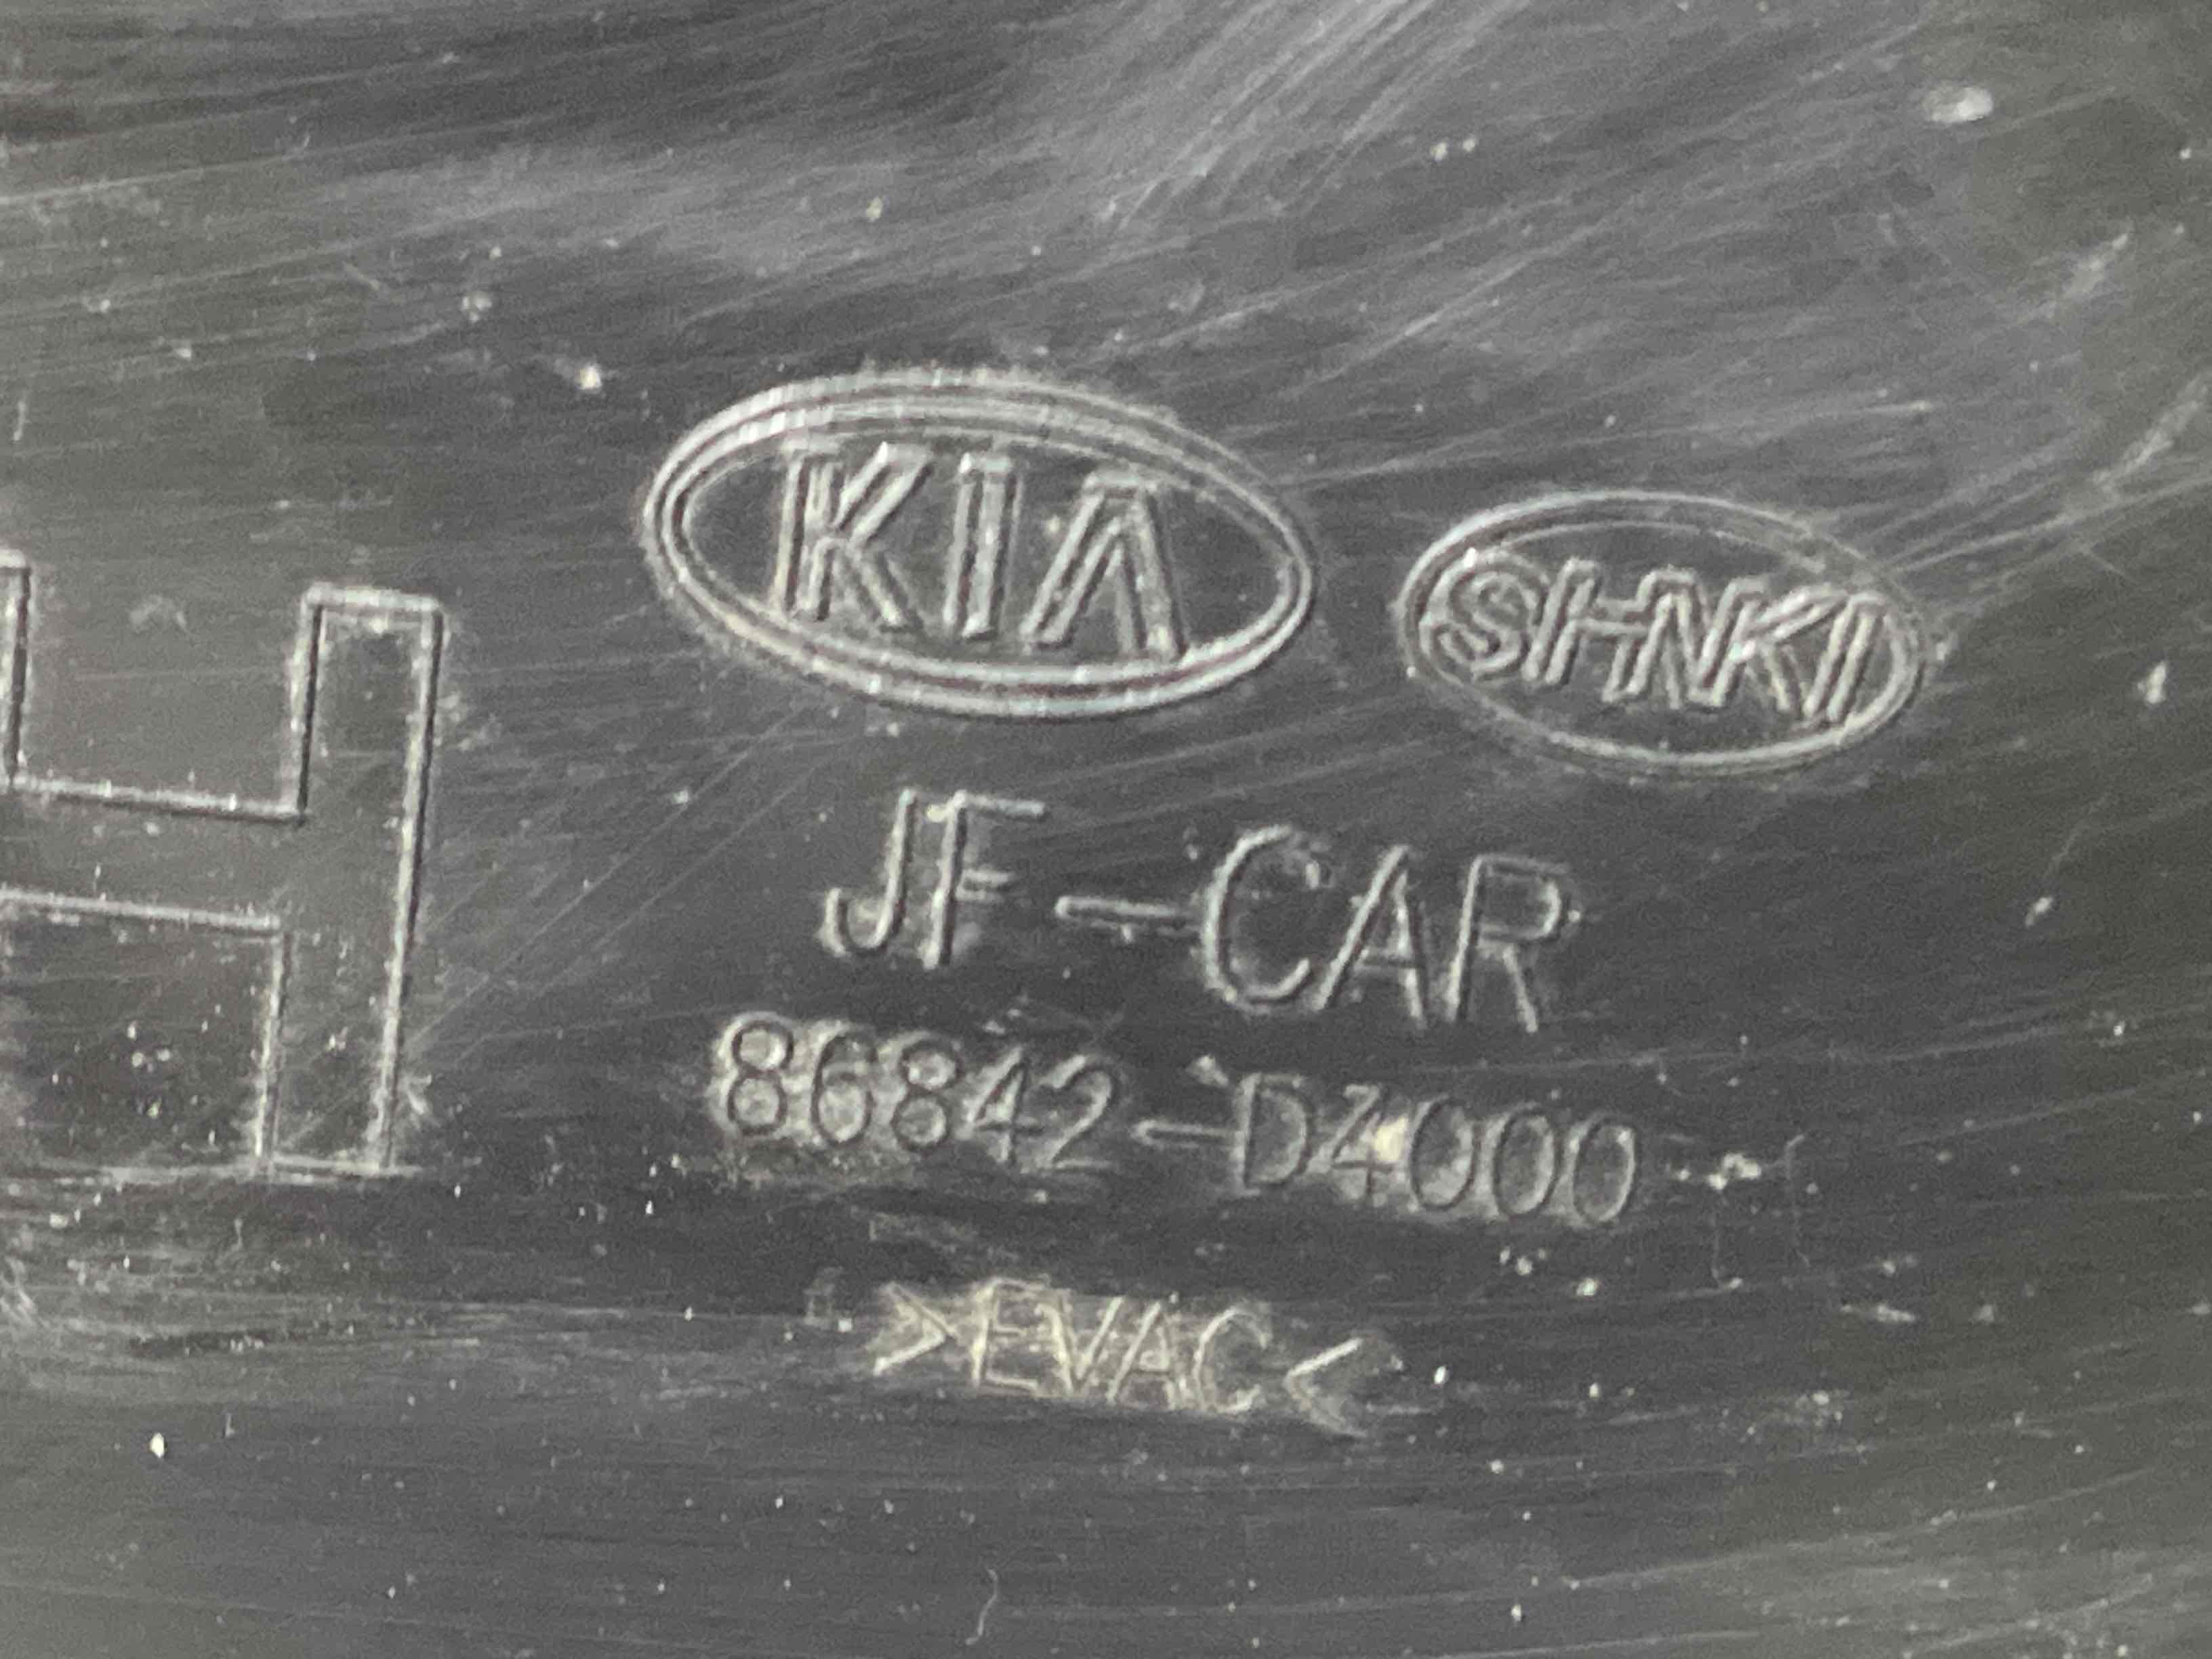 H
KIA SHNKI
JF-CAR
86842-D4000
>EVAC<